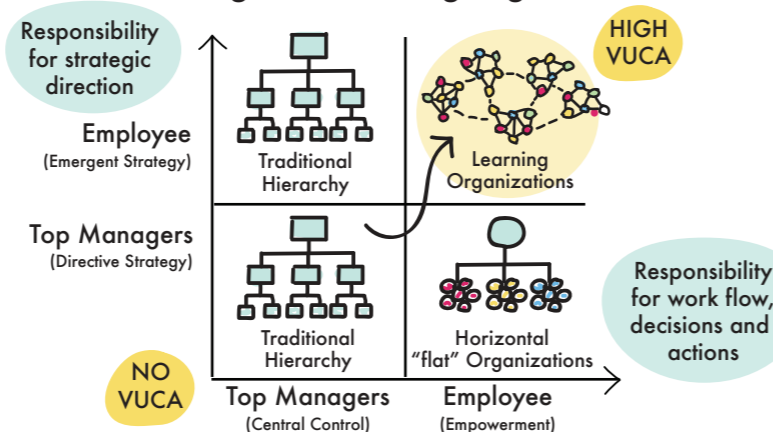 Responsibility
for strategic
direction
HIGH
VUCA
Employee
(Emergent Strategy)
Traditional
Hierarchy
Learning
Organizations
Top Managers
(Directive Strategy)
Traditional
Hierarchy
Horizontal
“flat” Organizations
Responsibility
for work flow,
decisions and
actions
NO
VUCA
Top Managers
(Central Control)
Employee
(Empowerment)